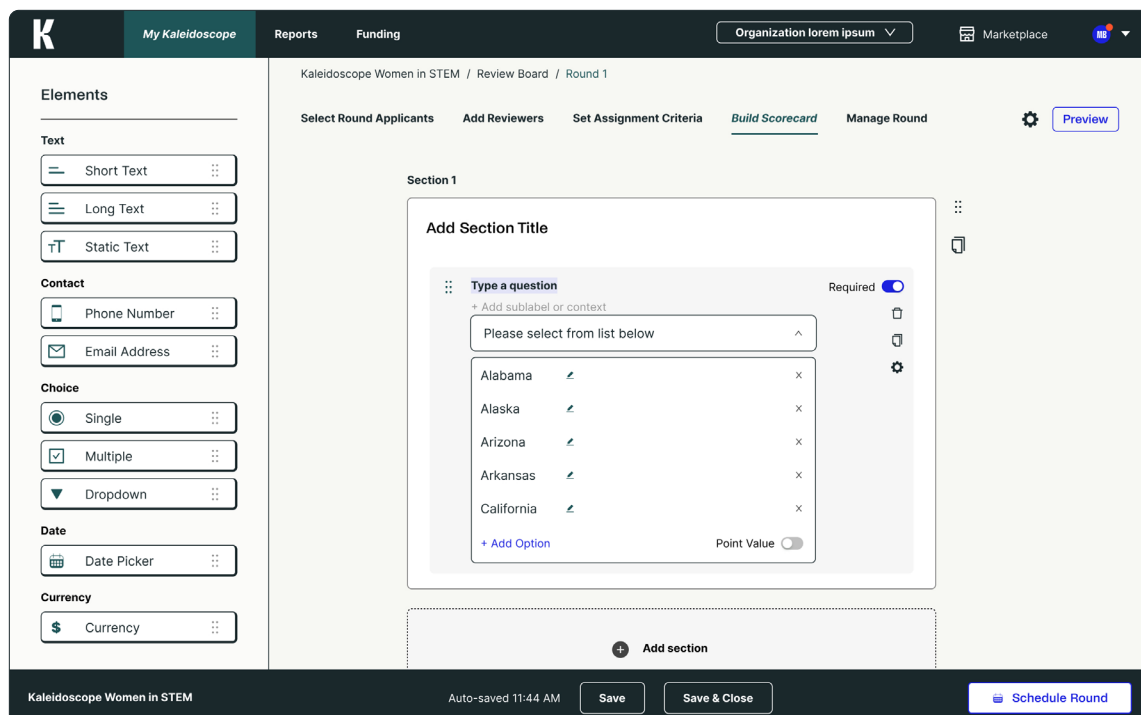 K
My Kaleidoscope
Reports
Funding
Organization lorem ipsum
Marketplace
MB
Elements
Text
Short Text
Long Text
TT Static Text
Contact
Phone Number
Email Address
Choice
Single
Multiple
Dropdown
Date
Date Picker
Currency
$ Currency
Kaleidoscope Women in STEM / Review Board / Round 1
Select Round Applicants
Add Reviewers
Set Assignment Criteria
Build Scorecard
Manage Round
Preview
Section 1
Add Section Title
Type a question
Required
+ Add sublabel or context
Please select from list below
Alabama
Alaska
Arizona
Arkansas
California
+ Add Option
Point Value
Add section
Kaleidoscope Women in STEM
Auto-saved 11:44 AM
Save
Save & Close
Schedule Round